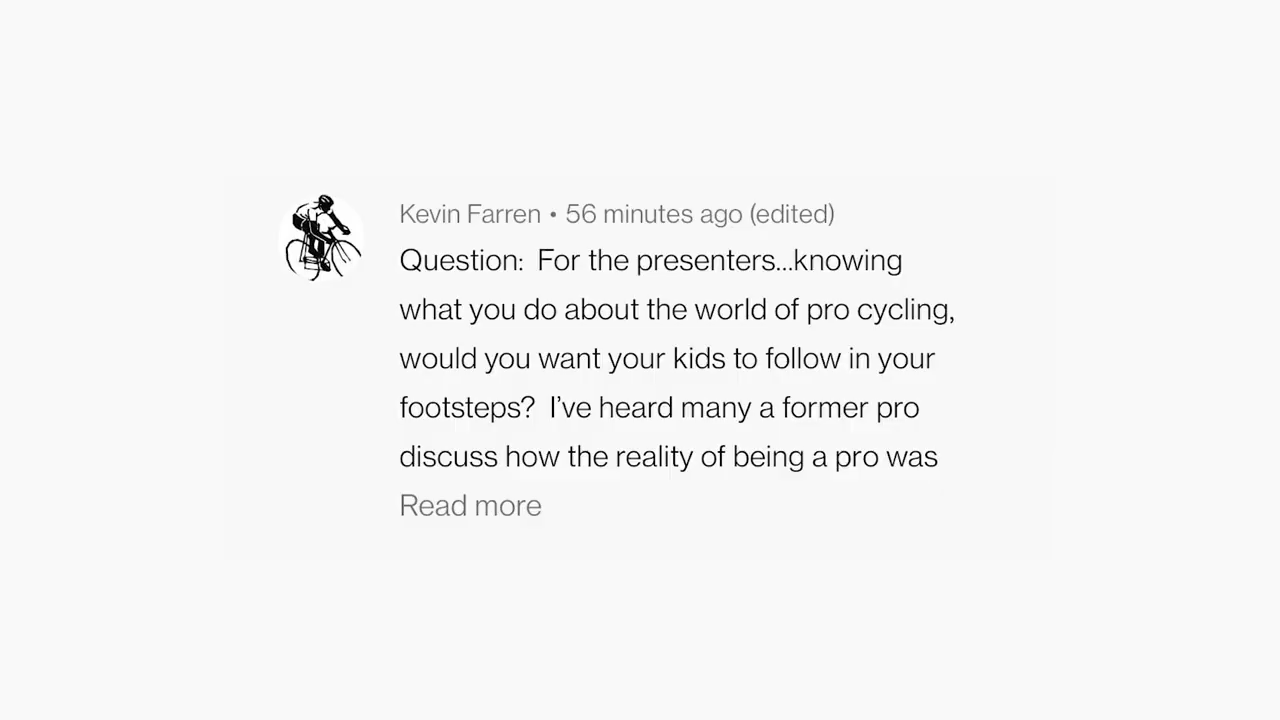 Kevin Farren • 56 minutes ago (edited)
Question:  For the presenters...knowing
what you do about the world of pro cycling,
would you want your kids to follow in your
footsteps?  I’ve heard many a former pro
discuss how the reality of being a pro was
Read more